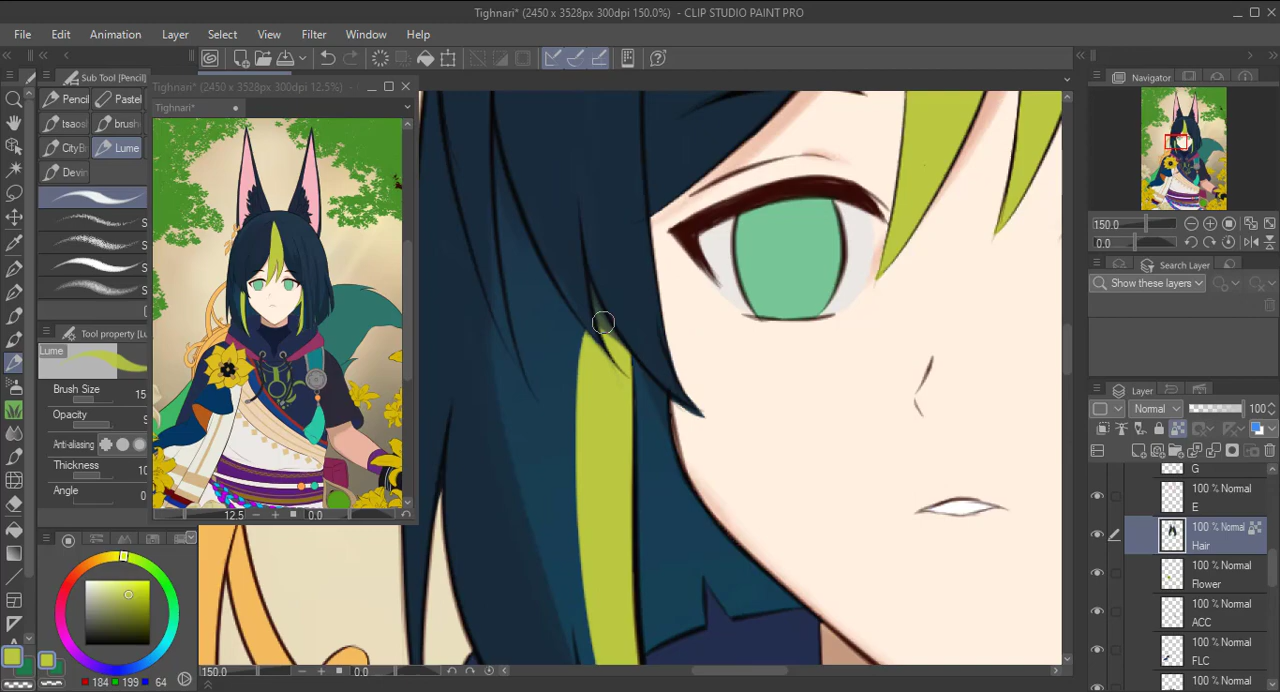 Tighnari* (2450 x 3528px 300dpi 150.0%) - CLIP STUDIO PAINT PRO
File Edit Animation Layer Select View Filter Window Help
Sub Tool [Pencil]
Pencil Pastel
brush
Lume
Devin
Tool property [Lu
Lume
Brush Size 15
Opacity
Anti-aliasing
Thickness 10
Angle 0
184 199 64
Tighnari* (2450 x 3528px 300dpi 12.5%) -
Tighnari*
12.5 0.0
150.0 0.0
Navigator
150.0
0.0
Search Layer
Show these layers
Layer
Normal 100
G
100 % Normal
E
100 % Normal
Hair
100 % Normal
Flower
100 % Normal
ACC
100 % Normal
FLC
100 % Normal